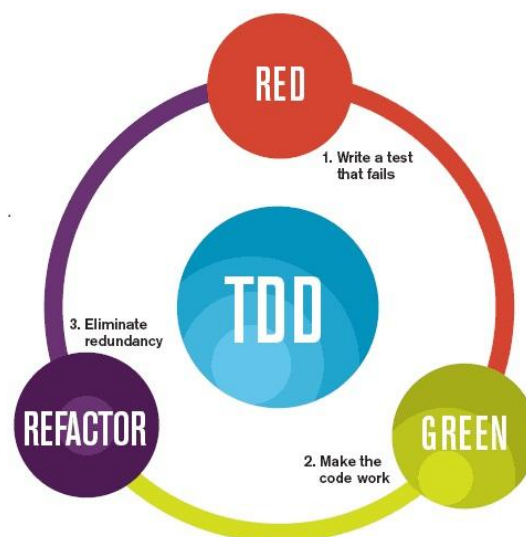 RED
1. Write a test
that fails
TDD
3. Eliminate
redundancy
REFACTOR
GREEN
2. Make the
code work